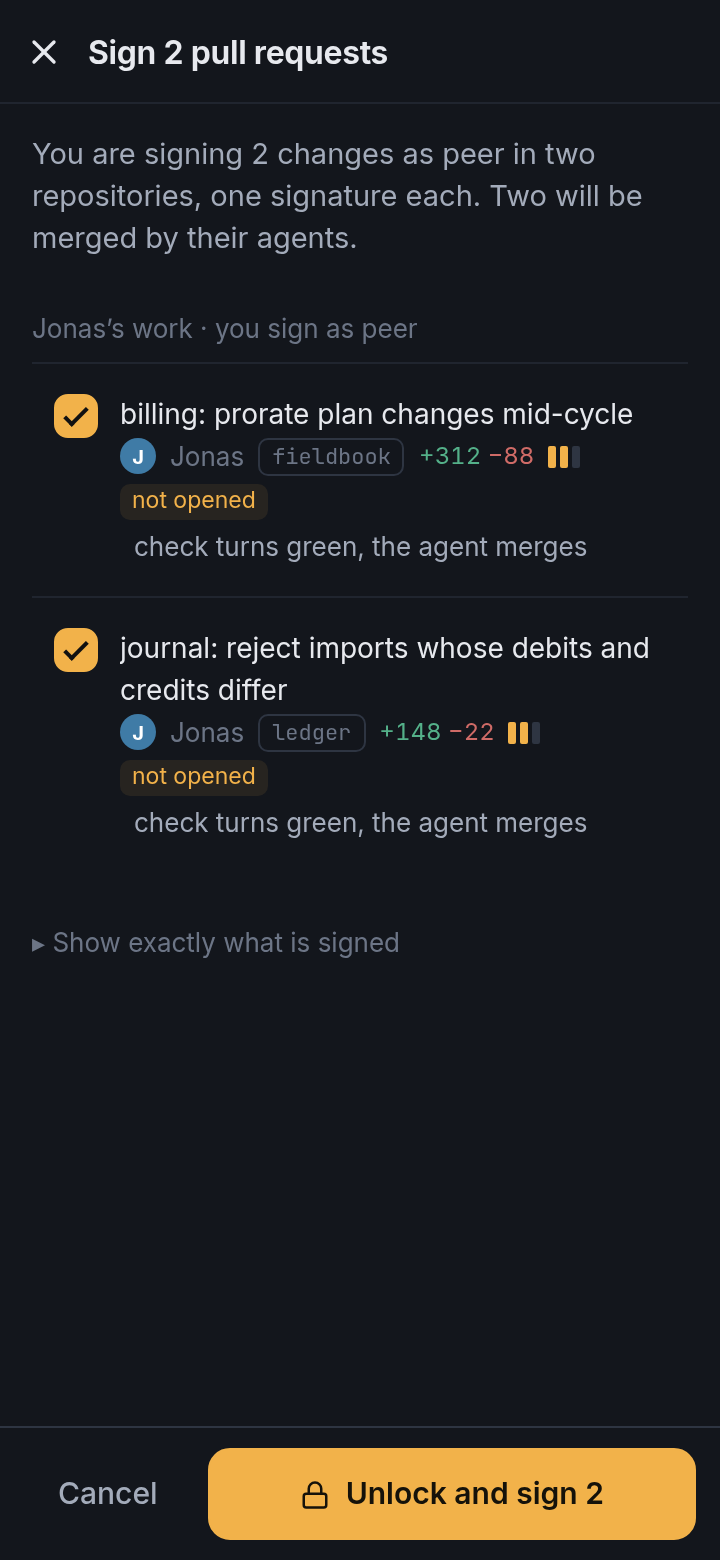 Sign 2 pull requests
You are signing 2 changes as peer in two
repositories, one signature each. Two will be
merged by their agents.
Jonas’s work · you sign as peer
billing: prorate plan changes mid-cycle
J Jonas fieldbook +312 −88
not opened
check turns green, the agent merges
journal: reject imports whose debits and
credits differ
J Jonas ledger +148 −22
not opened
check turns green, the agent merges
▸ Show exactly what is signed
Cancel Unlock and sign 2